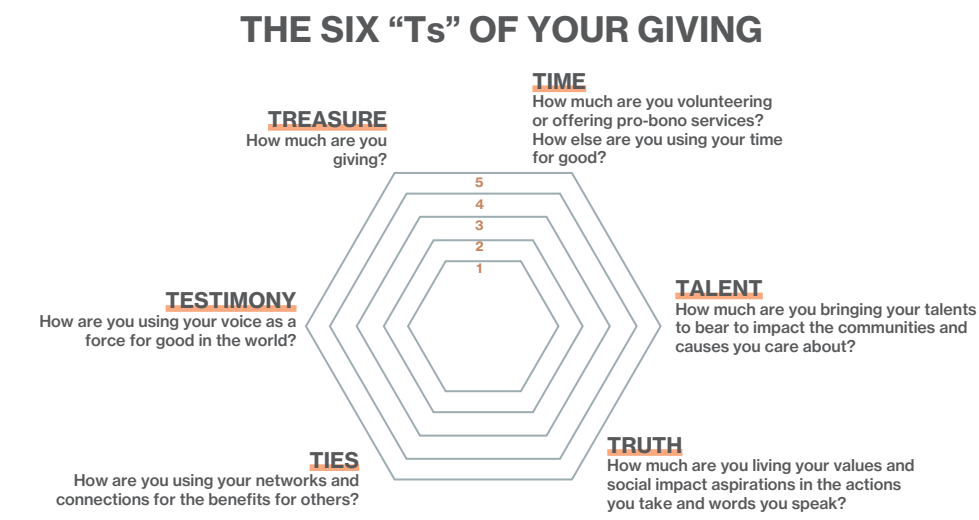 THE SIX “Ts” OF YOUR GIVING
TIME
How much are you volunteering
or offering pro-bono services?
How else are you using your time
for good?
TREASURE
How much are you
giving?
5
4
3
2
1
TALENT
How much are you bringing your talents
to bear to impact the communities and
causes you care about?
TESTIMONY
How are you using your voice as a
force for good in the world?
TRUTH
How much are you living your values and
social impact aspirations in the actions
you take and words you speak?
TIES
How are you using your networks and
connections for the benefits for others?